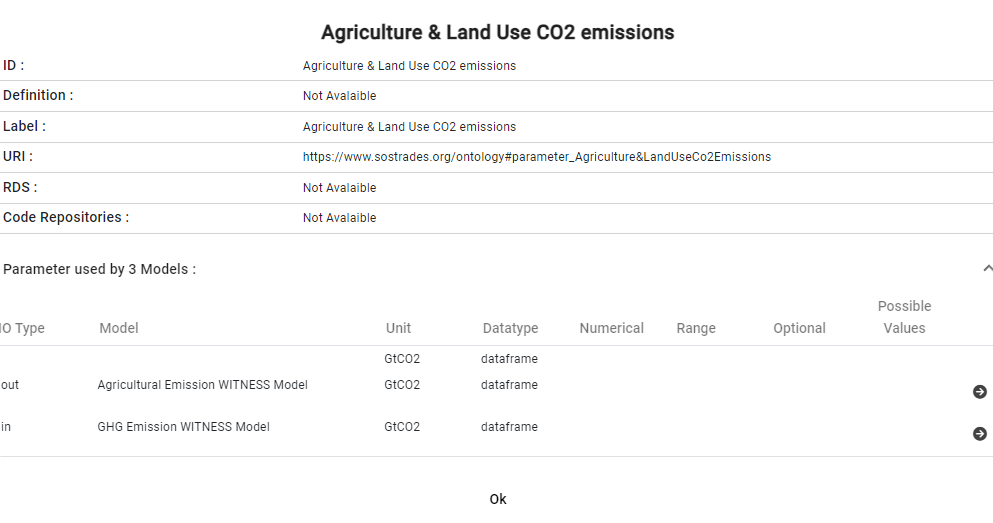 Agriculture & Land Use CO2 emissions
ID : Agriculture & Land Use CO2 emissions
Definition : Not Avalaible
Label : Agriculture & Land Use CO2 emissions
URI : https://www.sostrades.org/ontology#parameter_Agriculture&LandUseCo2Emissions
RDS : Not Avalaible
Code Repositories : Not Avalaible
Parameter used by 3 Models :
IO Type Model Unit Datatype Numerical Range Optional Possible Values
GtCO2 dataframe
out Agricultural Emission WITNESS Model GtCO2 dataframe
in GHG Emission WITNESS Model GtCO2 dataframe
Ok